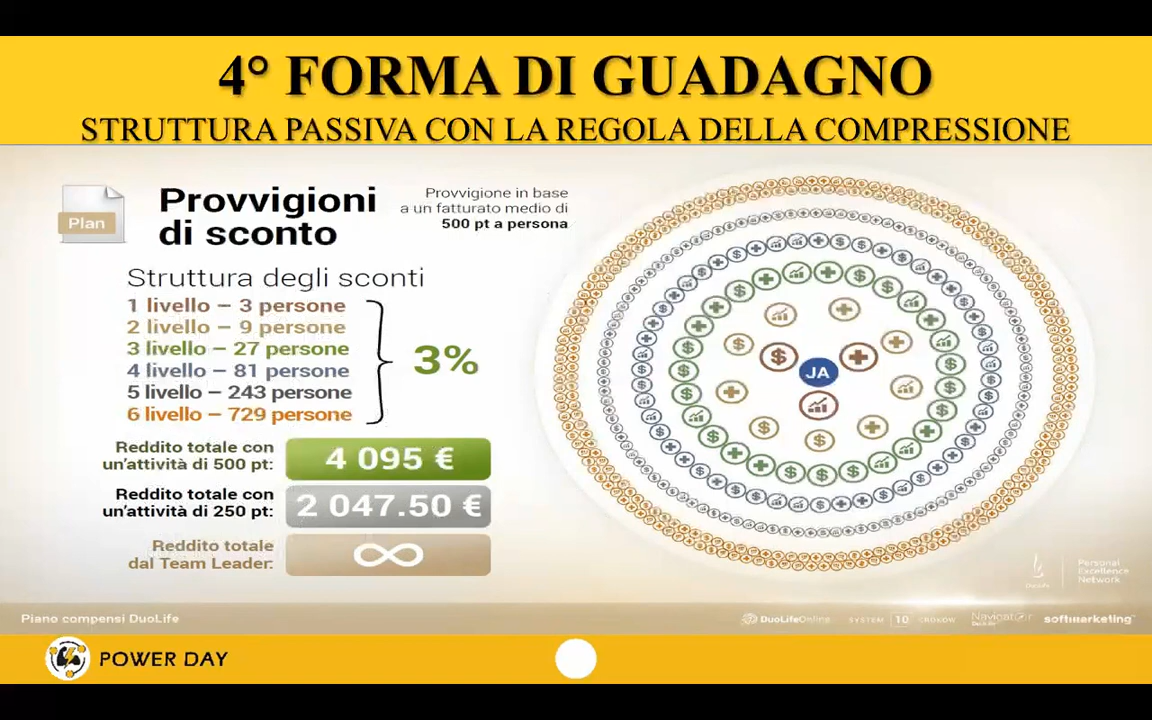 4° FORMA DI GUADAGNO
STRUTTURA PASSIVA CON LA REGOLA DELLA COMPRESSIONE
Plan
Provvigioni
di sconto
Provvigione in base
a un fatturato medio di
500 pt a persona
Struttura degli sconti
1 livello – 3 persone
2 livello – 9 persone
3 livello – 27 persone
4 livello – 81 persone
5 livello – 243 persone
6 livello – 729 persone
3%
JA
Reddito totale con
un'attività di 500 pt:
4 095 €
Reddito totale con
un'attività di 250 pt:
2 047.50 €
Reddito totale
dal Team Leader:
∞
DuoLife
Personal
Excellence
Network
Piano compensi DuoLife
DuoLifeOnline
SYSTEM 10 CROKÓW
Navigator
softmarketing
POWER DAY